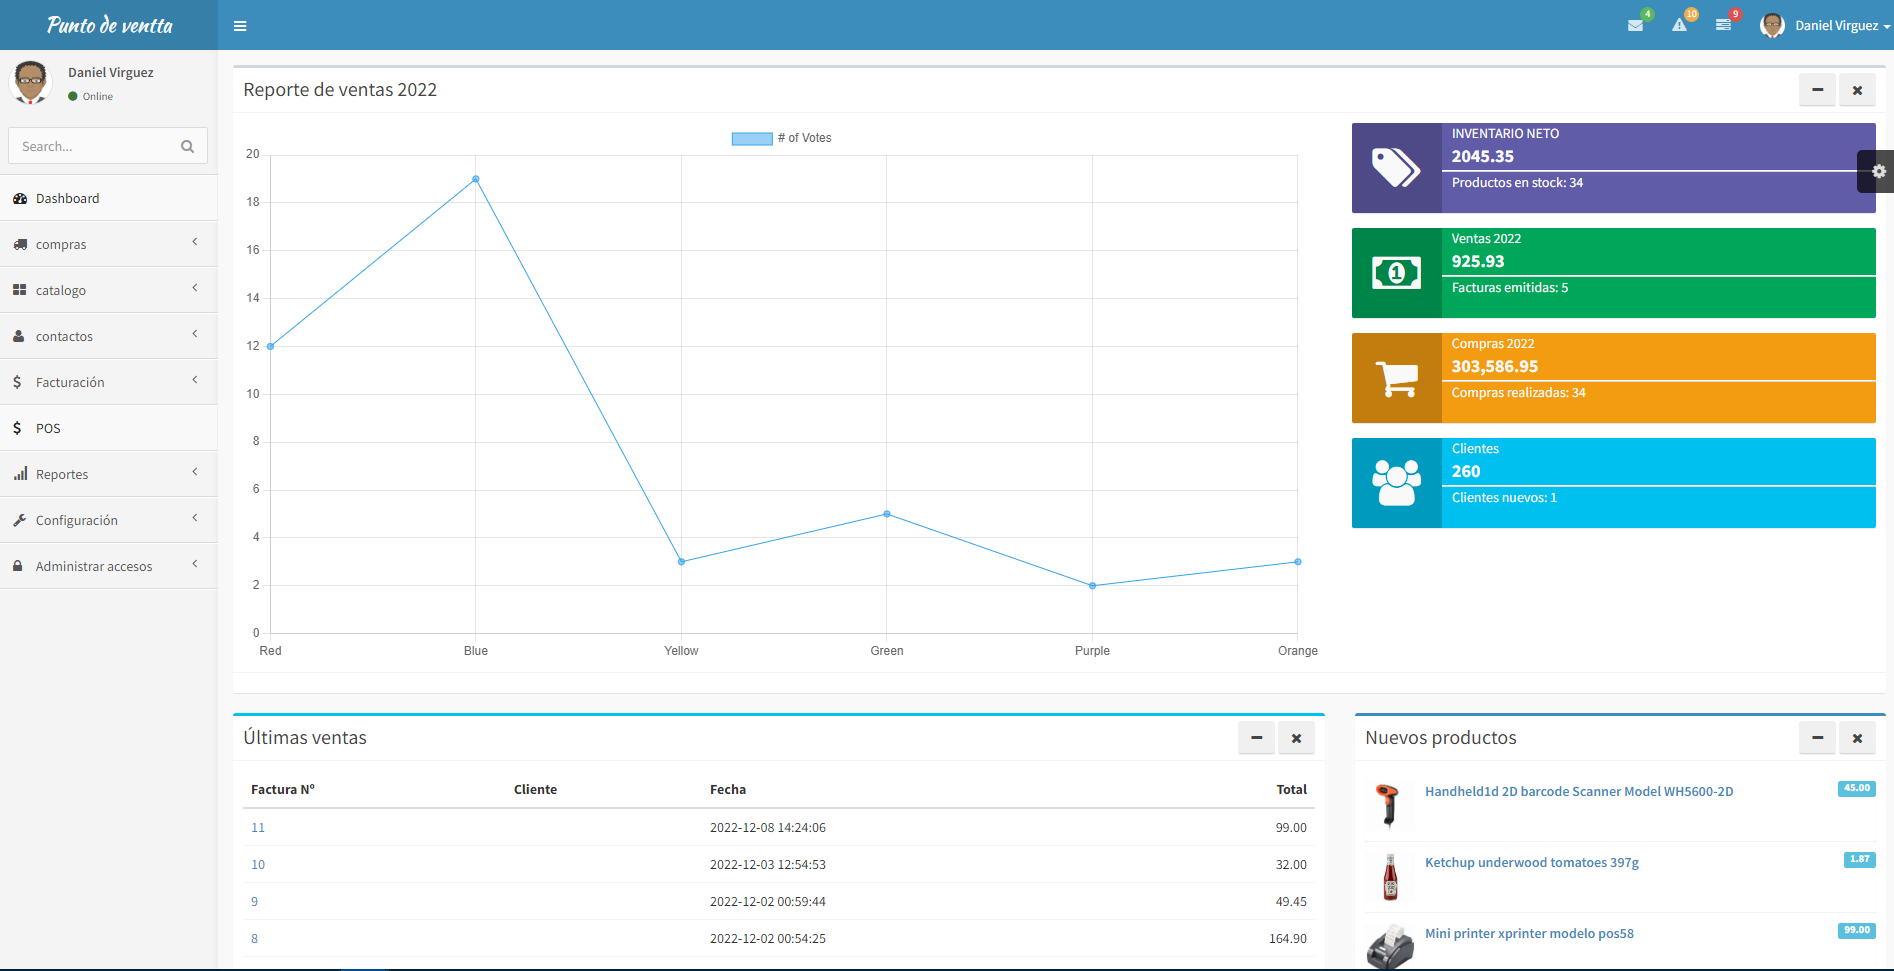 Punto de ventta
4
10
9
Daniel Virguez
Daniel Virguez
Online
Search...
Dashboard
compras
catalogo
contactos
Facturación
POS
Reportes
Configuración
Administrar accesos
Reporte de ventas 2022
# of Votes
20
18
16
14
12
10
8
6
4
2
0
Red Blue Yellow Green Purple Orange
INVENTARIO NETO
2045.35
Productos en stock: 34
Ventas 2022
925.93
Facturas emitidas: 5
Compras 2022
303,586.95
Compras realizadas: 34
Clientes
260
Clientes nuevos: 1
Últimas ventas
Factura Nº Cliente Fecha Total
11 2022-12-08 14:24:06 99.00
10 2022-12-03 12:54:53 32.00
9 2022-12-02 00:59:44 49.45
8 2022-12-02 00:54:25 164.90
Nuevos productos
Handheld1d 2D barcode Scanner Model WH5600-2D 45.00
Ketchup underwood tomatoes 397g 1.87
Mini printer xprinter modelo pos58 99.00